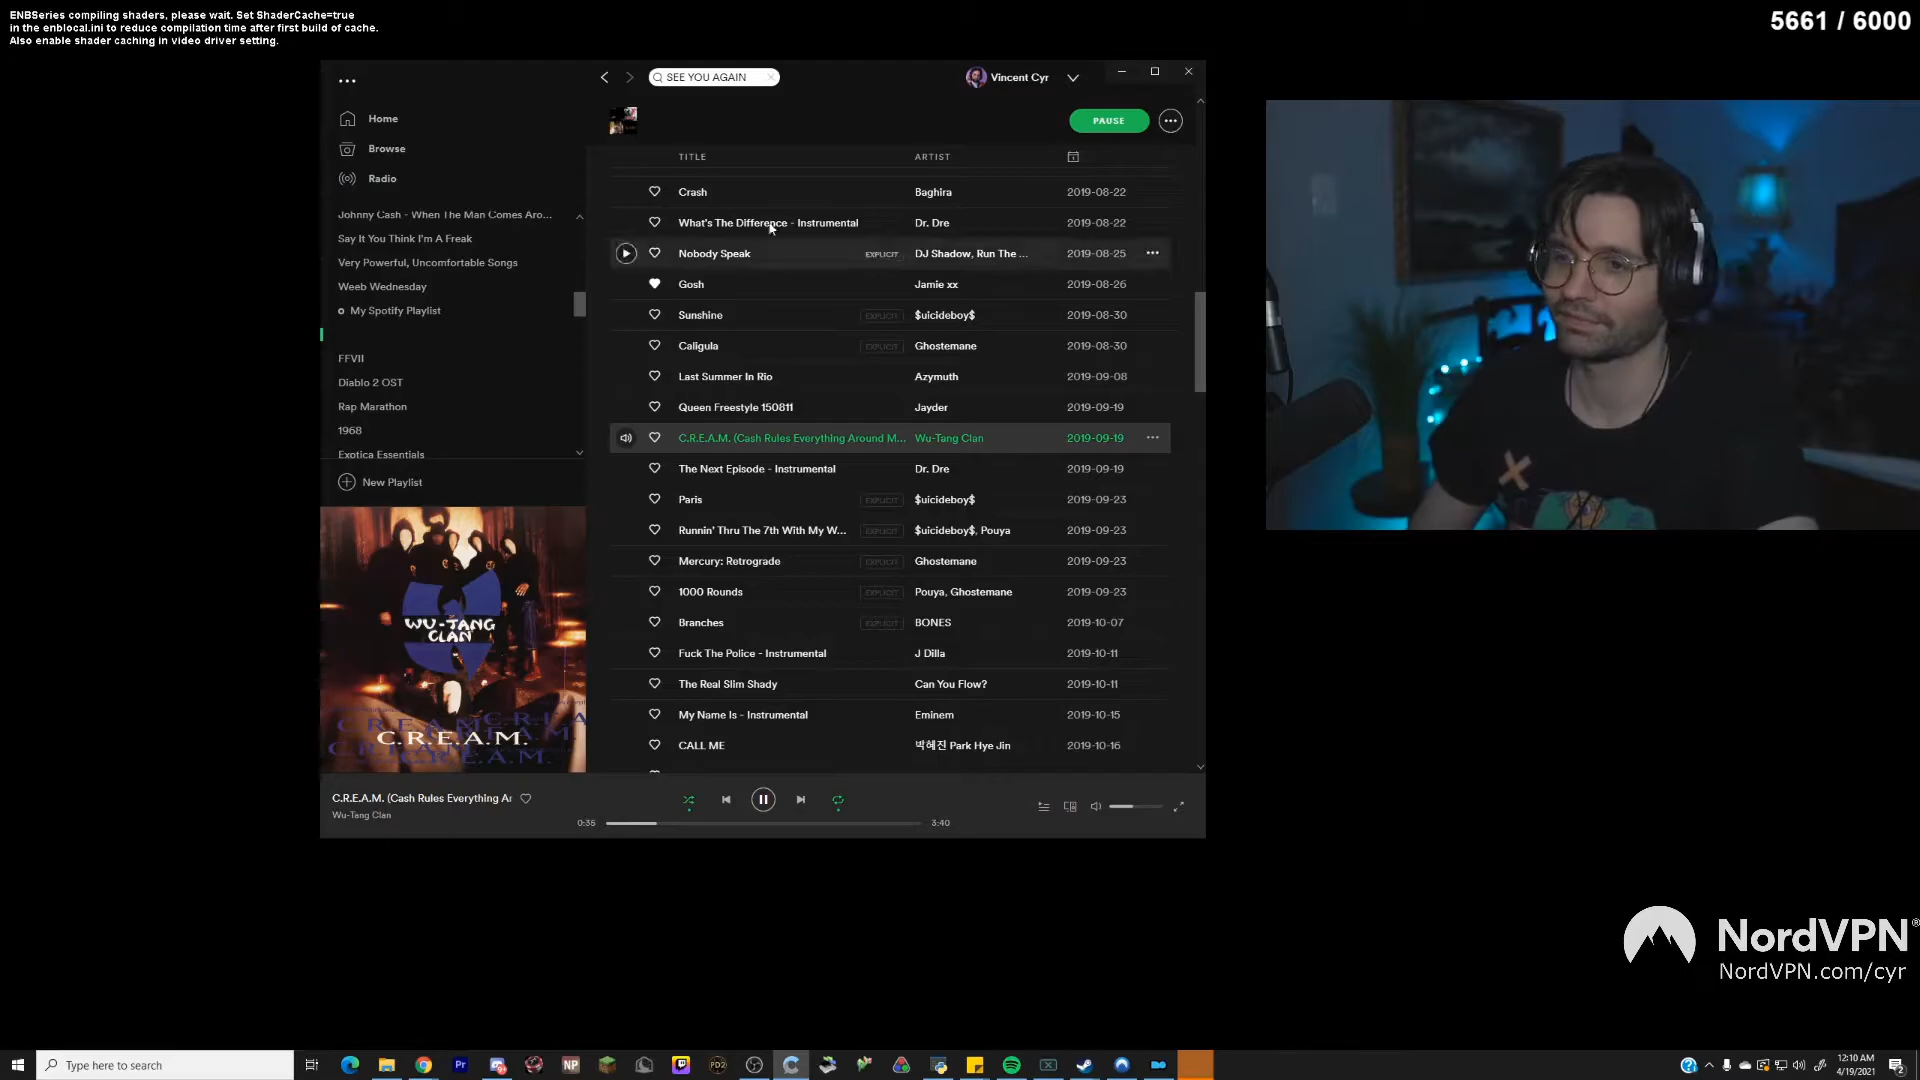 ENBSeries compiling shaders, please wait. Set ShaderCache=true
in the enblocal.ini to reduce compilation time after first build of cache.
Also enable shader caching in video driver setting.
5661 / 6000
SEE YOU AGAIN
Vincent Cyr
Home
Browse
Radio
Johnny Cash - When The Man Comes Aro...
Say It You Think I'm A Freak
Very Powerful, Uncomfortable Songs
Weeb Wednesday
My Spotify Playlist
FFVII
Diablo 2 OST
Rap Marathon
1968
Exotica Essentials
New Playlist
WU-TANG
CLAN
C.R.E.A.M.
PAUSE
TITLE ARTIST
Crash Baghira 2019-08-22
What's The Difference - Instrumental Dr. Dre 2019-08-22
Nobody Speak EXPLICIT DJ Shadow, Run The ... 2019-08-25
Gosh Jamie xx 2019-08-26
Sunshine EXPLICIT $uicideboy$ 2019-08-30
Caligula EXPLICIT Ghostemane 2019-08-30
Last Summer In Rio Azymuth 2019-09-08
Queen Freestyle 150811 Jayder 2019-09-19
C.R.E.A.M. (Cash Rules Everything Around M... Wu-Tang Clan 2019-09-19
The Next Episode - Instrumental Dr. Dre 2019-09-19
Paris EXPLICIT $uicideboy$ 2019-09-23
Runnin' Thru The 7th With My W... EXPLICIT $uicideboy$, Pouya 2019-09-23
Mercury: Retrograde EXPLICIT Ghostemane 2019-09-23
1000 Rounds EXPLICIT Pouya, Ghostemane 2019-09-23
Branches EXPLICIT BONES 2019-10-07
Fuck The Police - Instrumental J Dilla 2019-10-11
The Real Slim Shady Can You Flow? 2019-10-11
My Name Is - Instrumental Eminem 2019-10-15
CALL ME 박혜진 Park Hye Jin 2019-10-16
C.R.E.A.M. (Cash Rules Everything Ar
Wu-Tang Clan
0:35 3:40
NordVPN®
NordVPN.com/cyr
Type here to search
Pr
NP
PD2
12:10 AM
4/19/2021